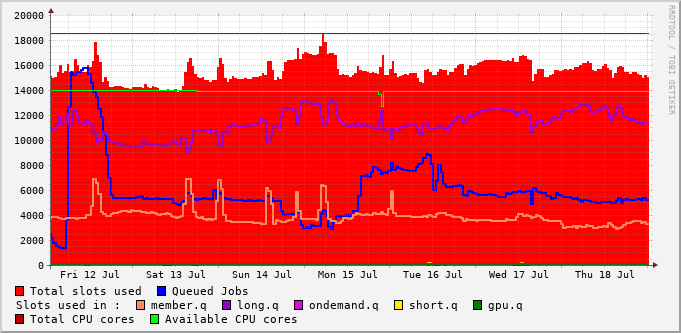 20000
18000
16000
14000
12000
10000
8000
6000
4000
2000
0
Fri 12 Jul Sat 13 Jul Sun 14 Jul Mon 15 Jul Tue 16 Jul Wed 17 Jul Thu 18 Jul
RRDTOOL / TOBI OETIKER
Total slots used Queued Jobs
Slots used in : member.q long.q ondemand.q short.q gpu.q
Total CPU cores Available CPU cores